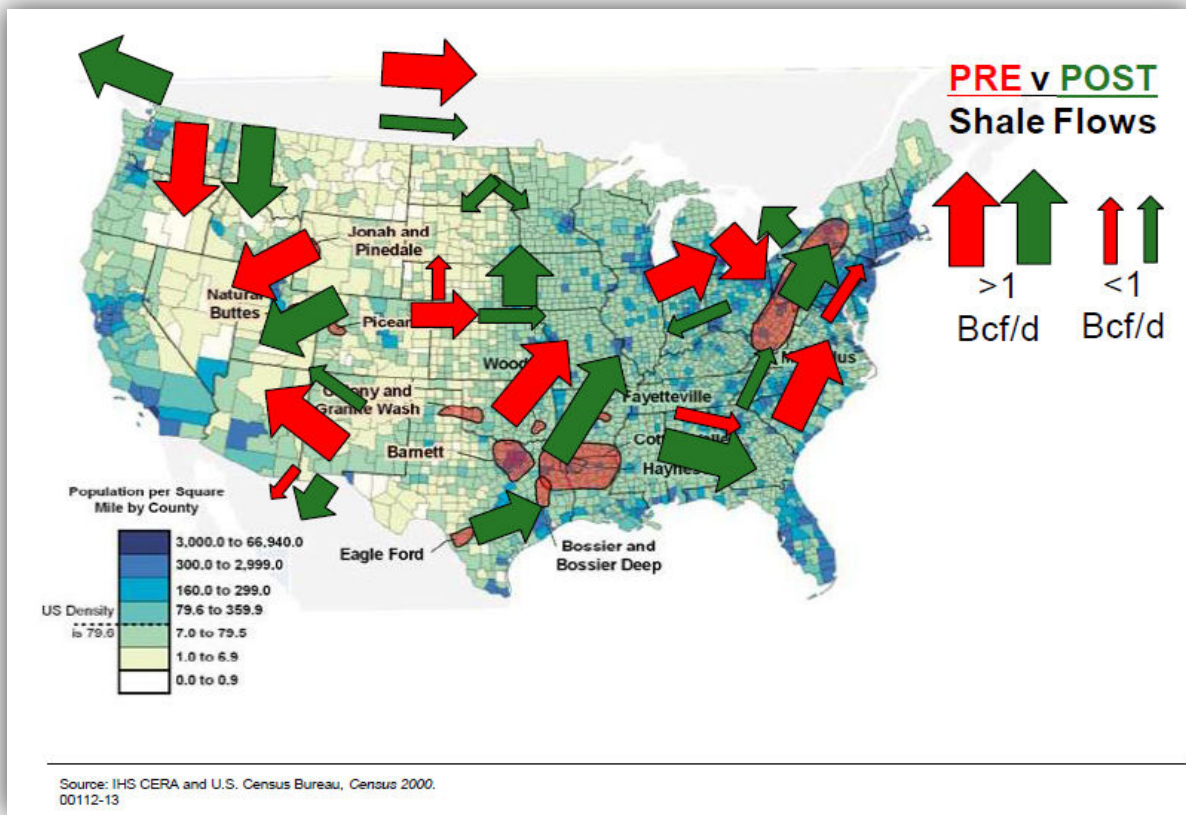 PRE v POST
Shale Flows
>1
Bcf/d
<1
Bcf/d
Jonah and
Pinedale
Natural
Buttes
Wood
Granite Wash
ony and
Fayetteville
Barnett
Haynes
Eagle Ford
Bossier and
Bossier Deep
Population per Square
Mile by County
3,000.0 to 66,940.0
300.0 to 2,999.0
160.0 to 299.0
US Density
79.6 to 359.9
is 79.6
7.0 to 79.5
1.0 to 6.9
0.0 to 0.9
Source: IHS CERA and U.S. Census Bureau, Census 2000.
00112-13